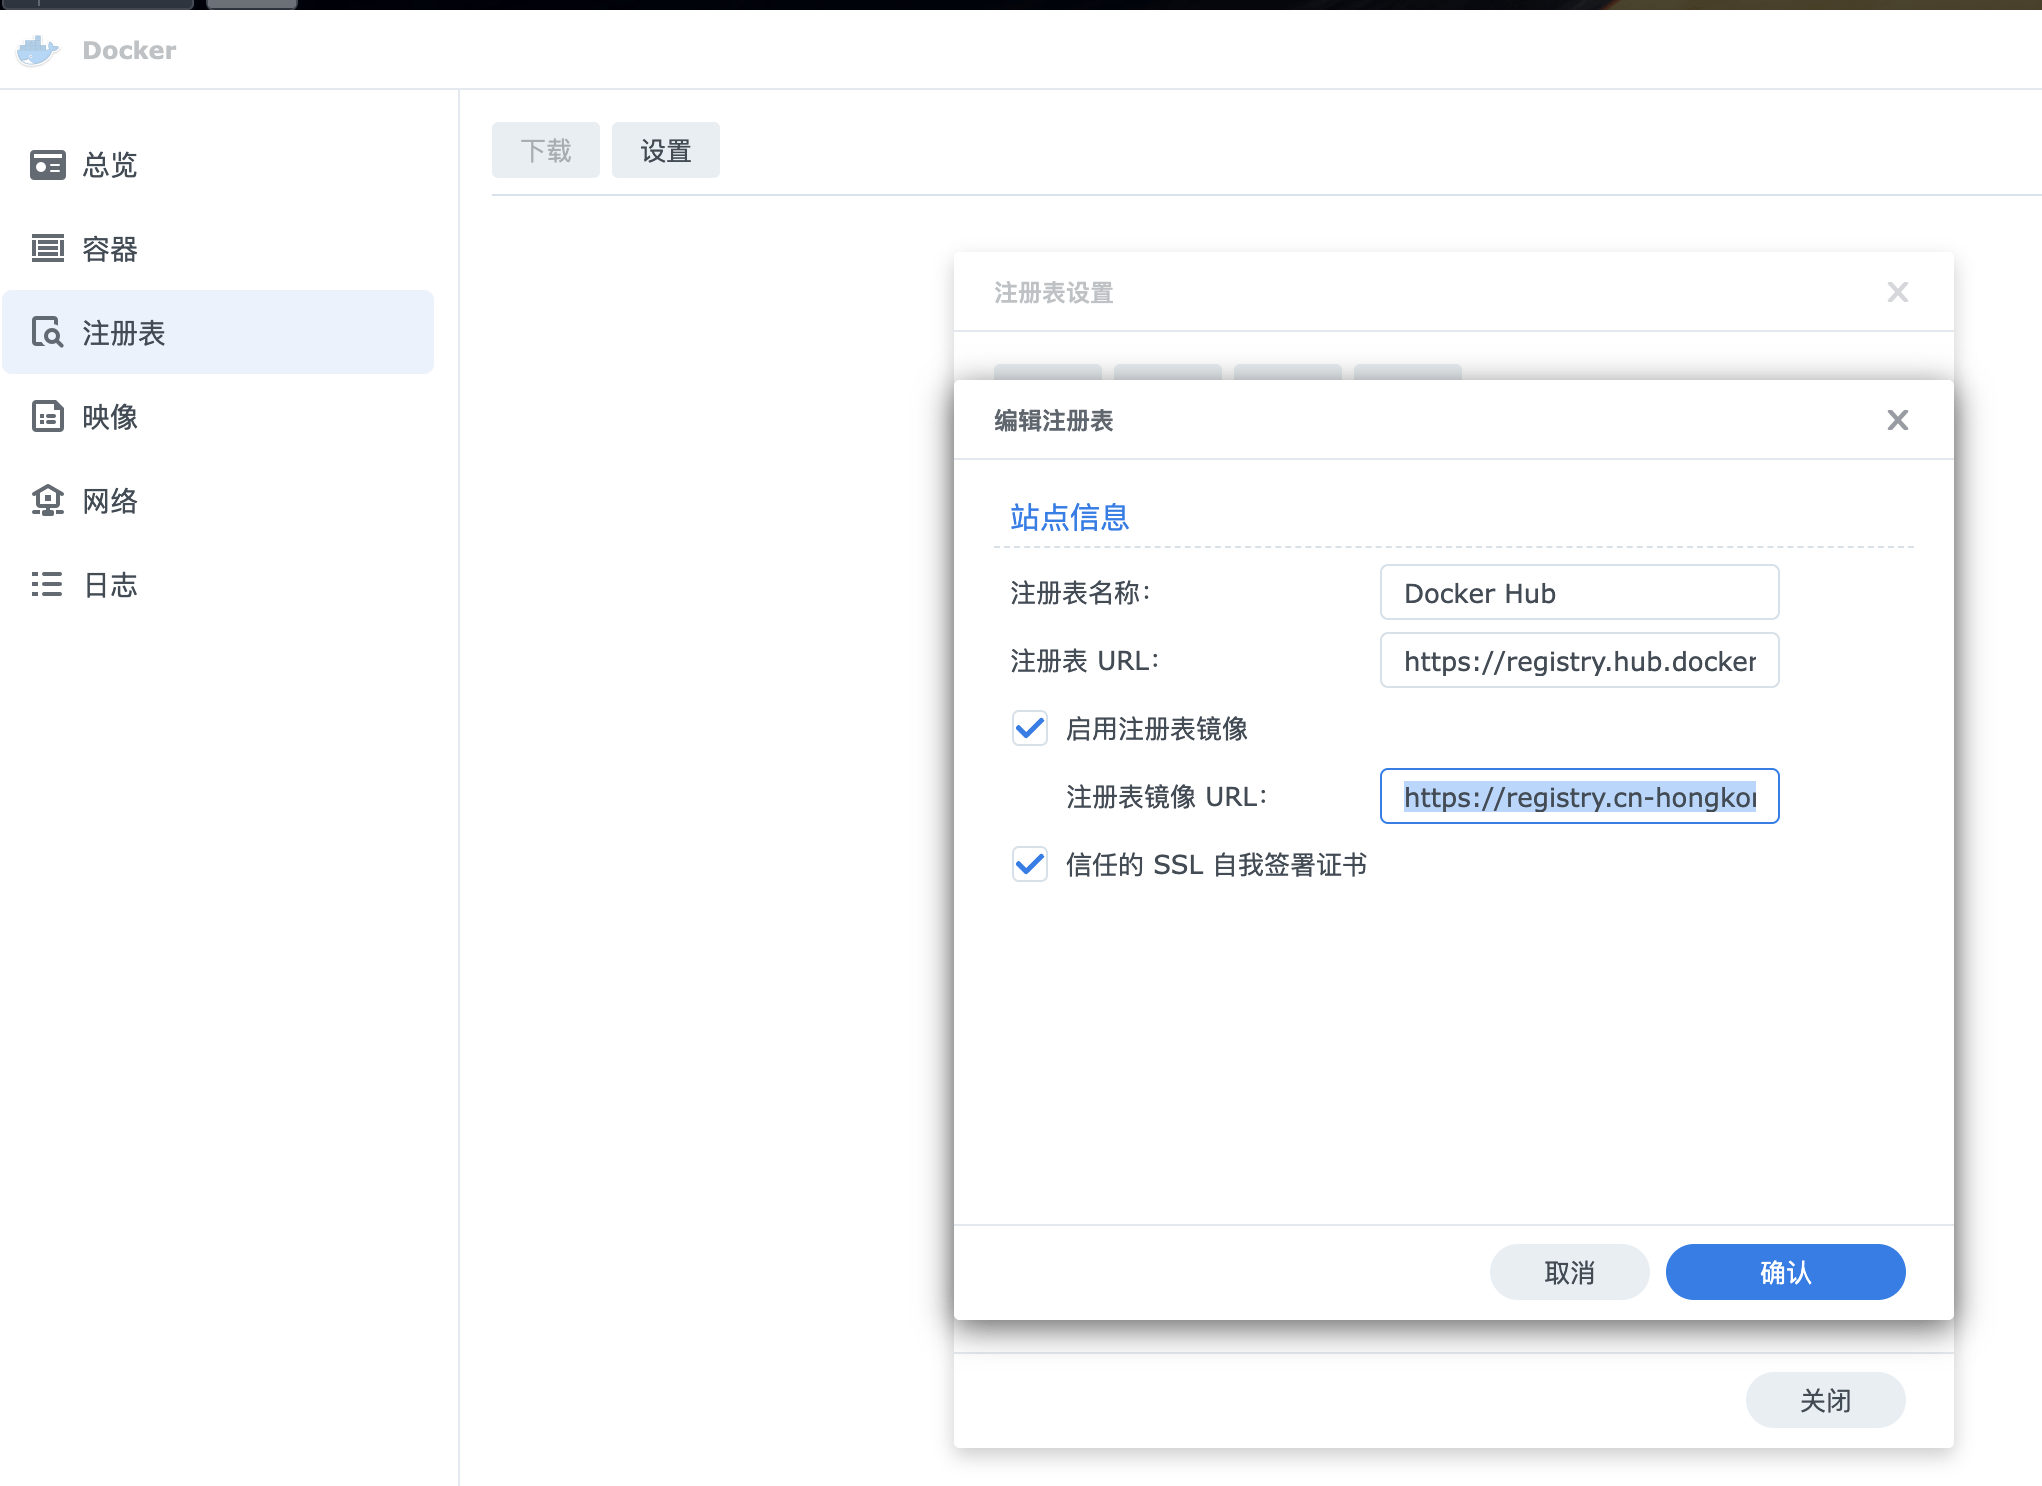 Docker
总览
容器
注册表
映像
网络
日志
下载
设置
注册表设置
编辑注册表
站点信息
注册表名称：
Docker Hub
注册表 URL：
https://registry.hub.docker
启用注册表镜像
注册表镜像 URL：
https://registry.cn-hongkon
信任的 SSL 自我签署证书
取消
确认
关闭